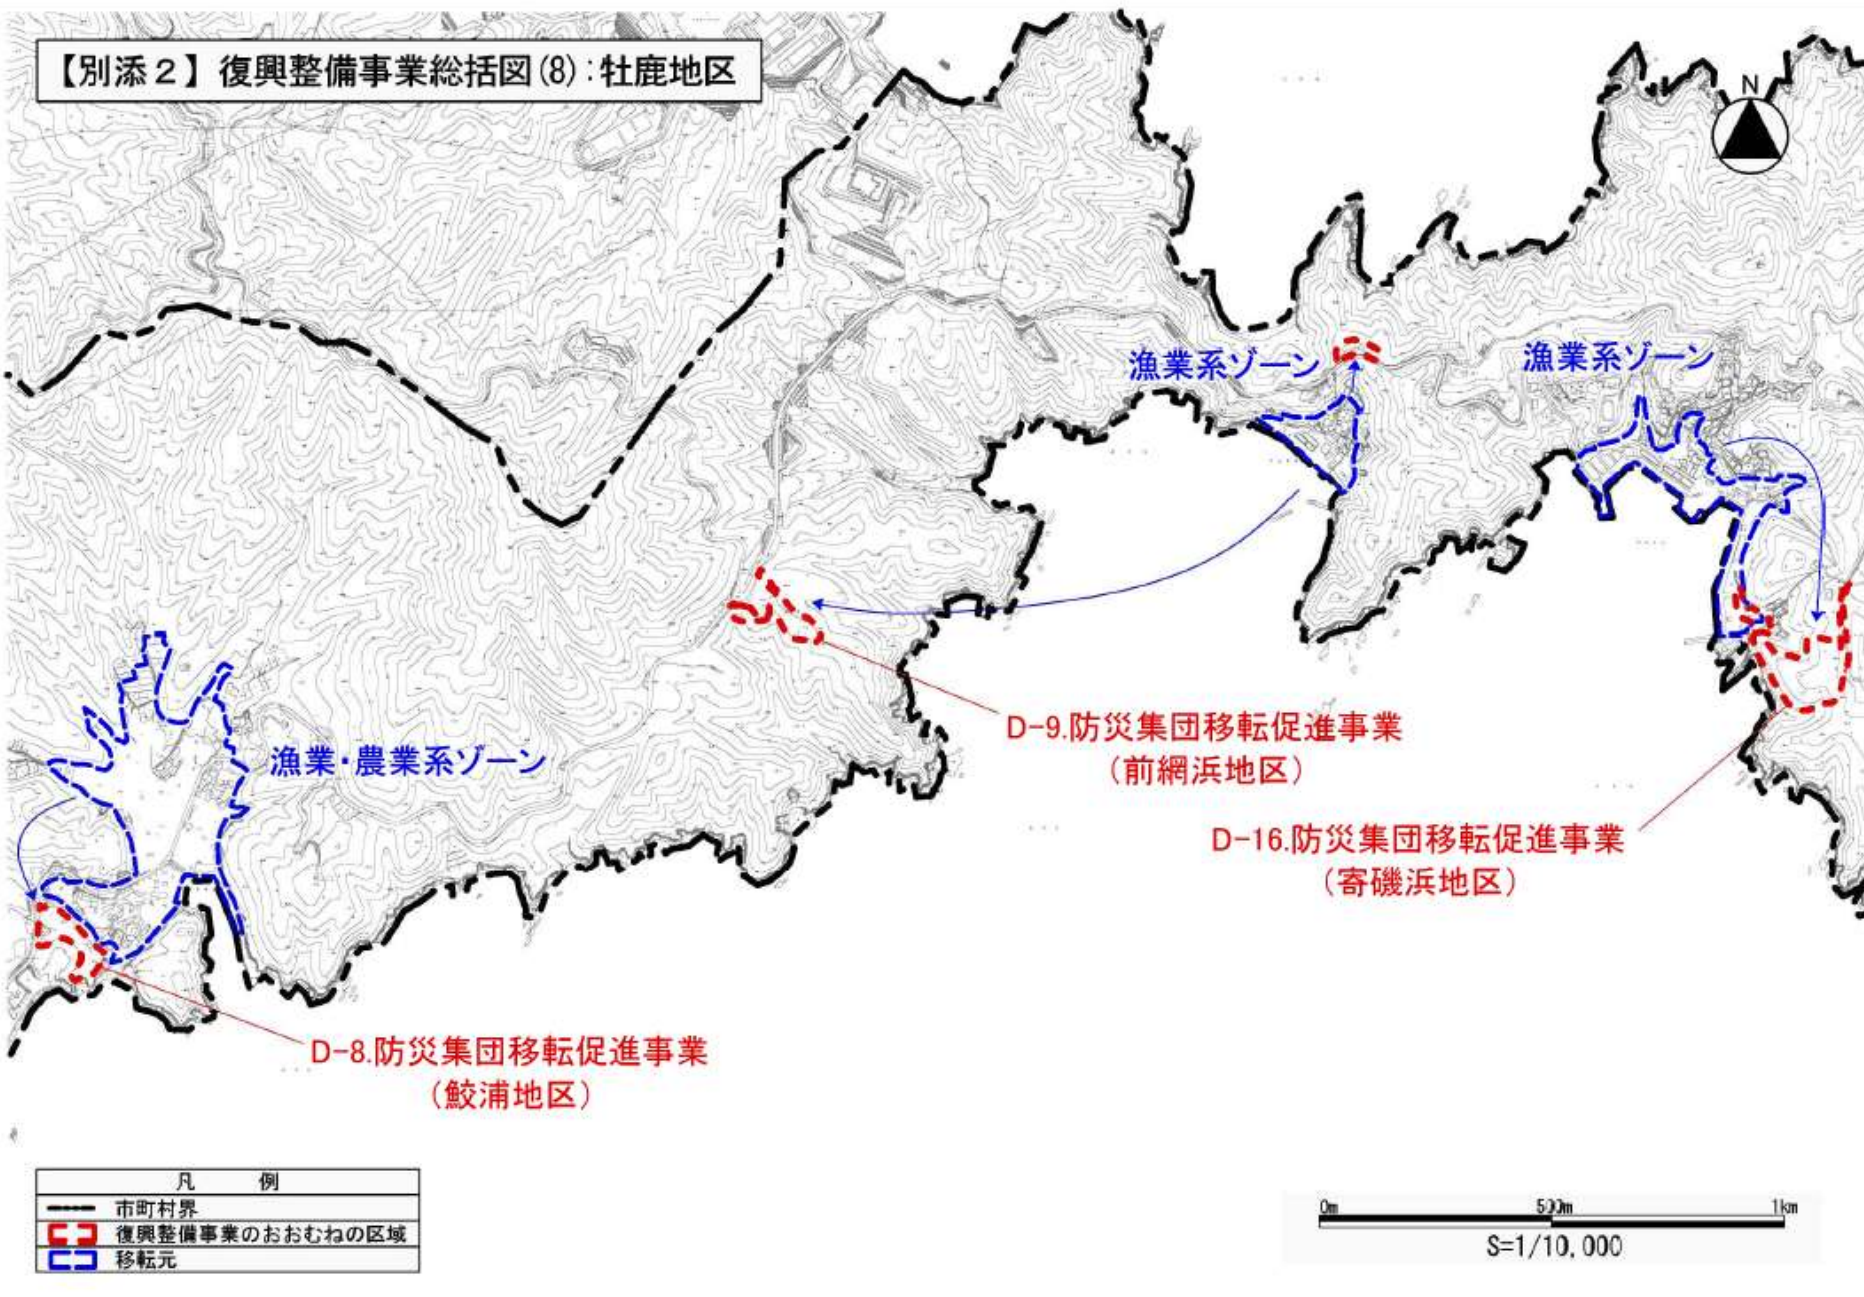 【別添２】復興整備事業総括図(8):牡鹿地区
N
漁業系ゾーン
漁業系ゾーン
漁業・農業系ゾーン
D-9.防災集団移転促進事業
(前網浜地区)
D-16.防災集団移転促進事業
(寄磯浜地区)
D-8.防災集団移転促進事業
(鮫浦地区)
凡 例
市町村界
復興整備事業のおおむねの区域
移転元
0m 500m 1km
S=1/10,000